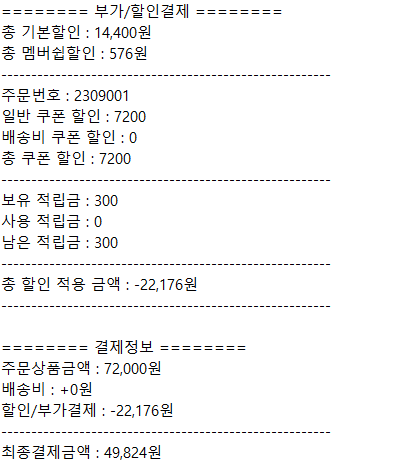 ======== 부가/할인결제 ========
총 기본할인 : 14,400원
총 멤버쉽할인 : 576원
-----------------------------------------------------
주문번호 : 2309001
일반 쿠폰 할인 : 7200
배송비 쿠폰 할인 : 0
총 쿠폰 할인 : 7200
-----------------------------------------------------
보유 적립금 : 300
사용 적립금 : 0
남은 적립금 : 300
-----------------------------------------------------
총 할인 적용 금액 : -22,176원
-----------------------------------------------------
======== 결제정보 ========
주문상품금액 : 72,000원
배송비 : +0원
할인/부가결제 : -22,176원
-----------------------------------------------------
최종결제금액 : 49,824원